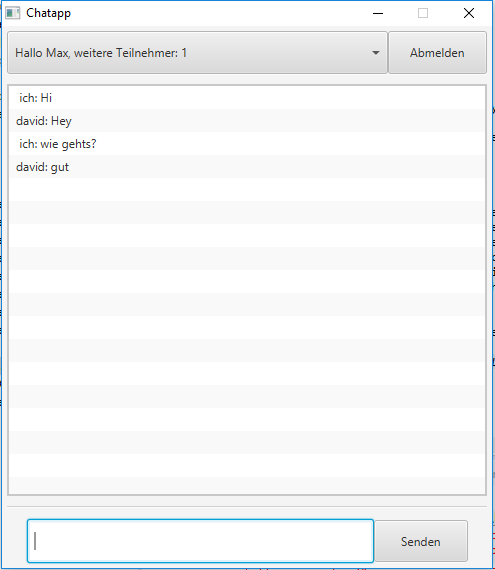 Chatapp
Hallo Max, weitere Teilnehmer: 1
Abmelden
ich: Hi
david: Hey
ich: wie gehts?
david: gut
Senden